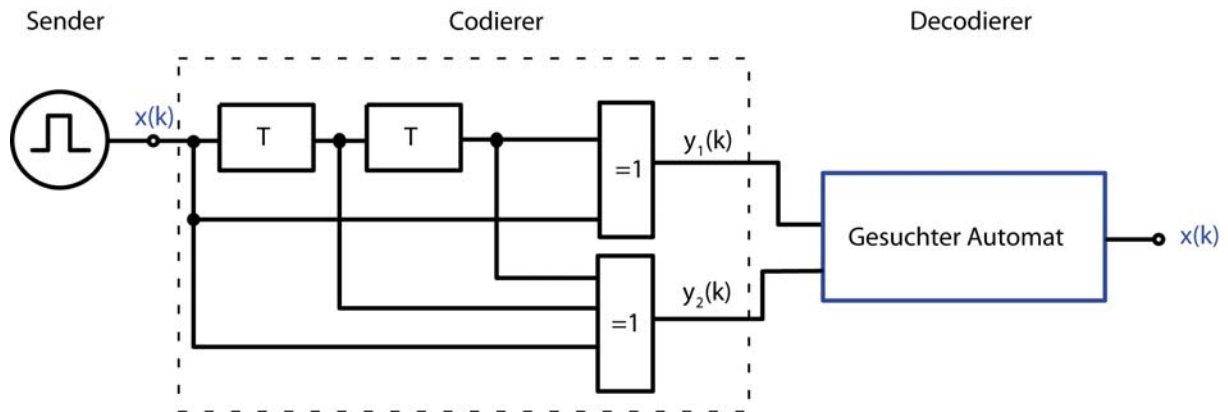 Sender
Codierer
Decodierer
x(k)
T
T
=1
y₁(k)
Gesuchter Automat
x(k)
=1
y₂(k)